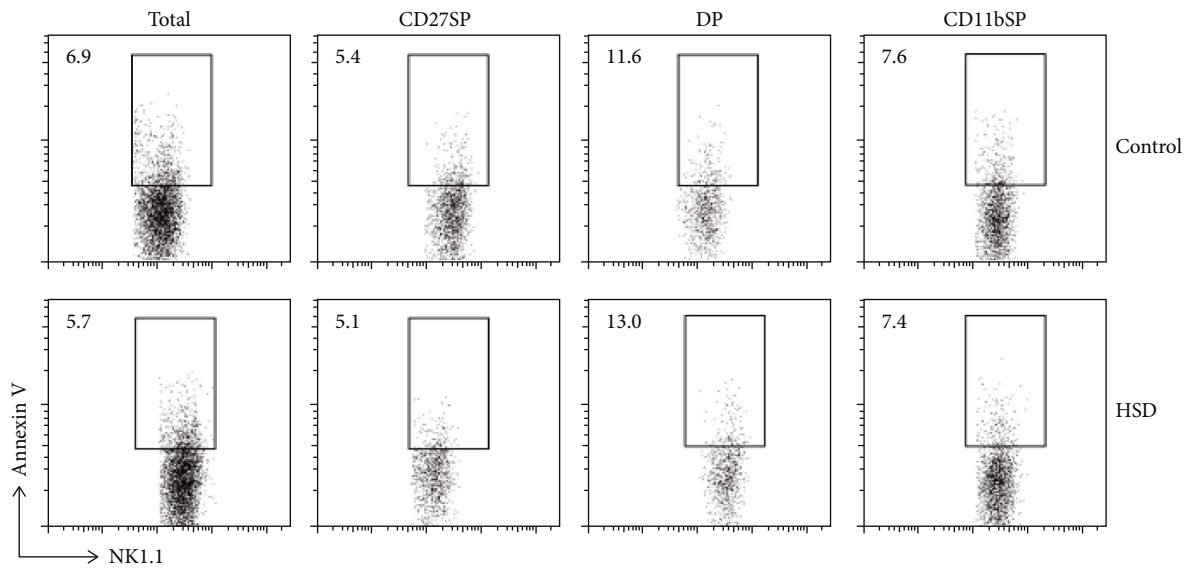 Total CD27SP DP CD11bSP
6.9 5.4 11.6 7.6
Control
5.7 5.1 13.0 7.4
HSD
Annexin V
NK1.1